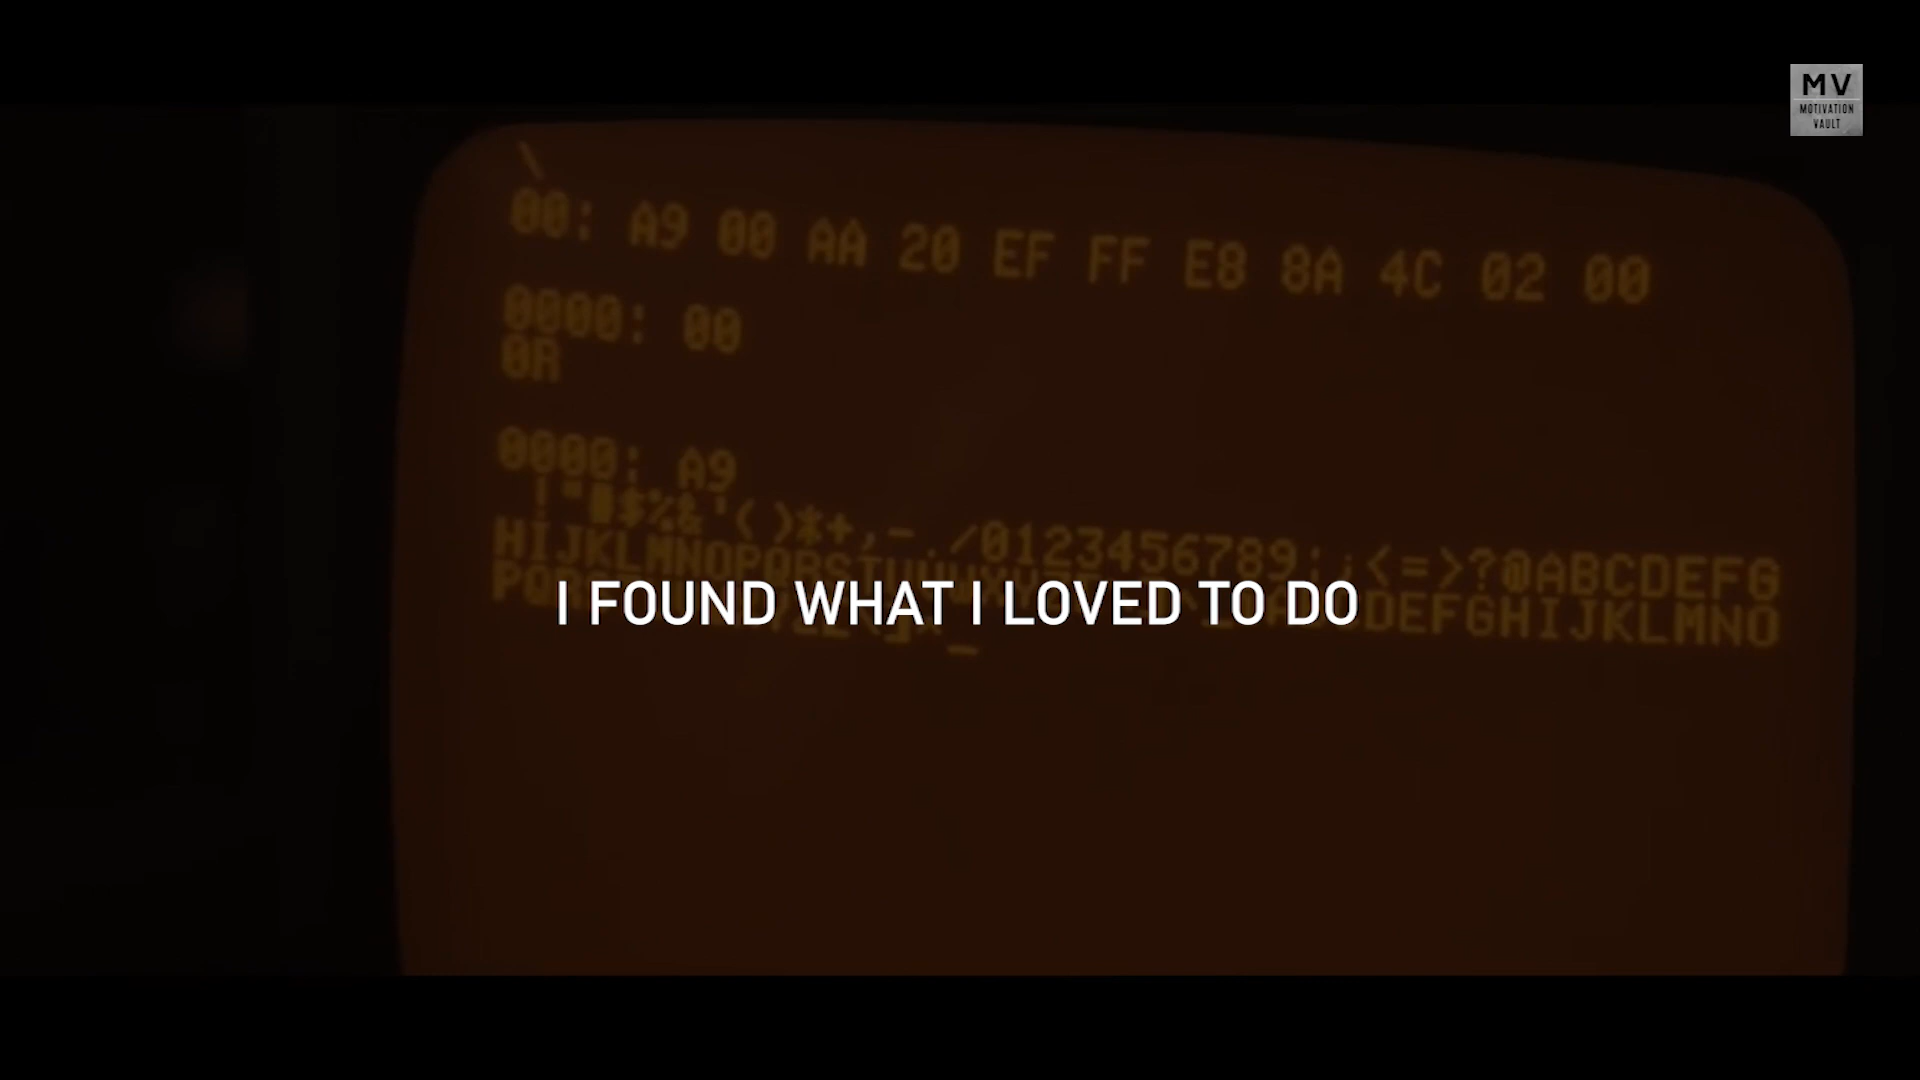 MV
MOTIVATION
VAULT
\
00: A9 00 AA 20 EF FF E8 8A 4C 02 00
0000: 00
0R
0000: A9
!"#$%&'()*+,-./0123456789:;<=>?@ABCDEFG
HIJKLMNOPQRSTU
I FOUND WHAT I LOVED TO DO
DEFGHIJKLMNO